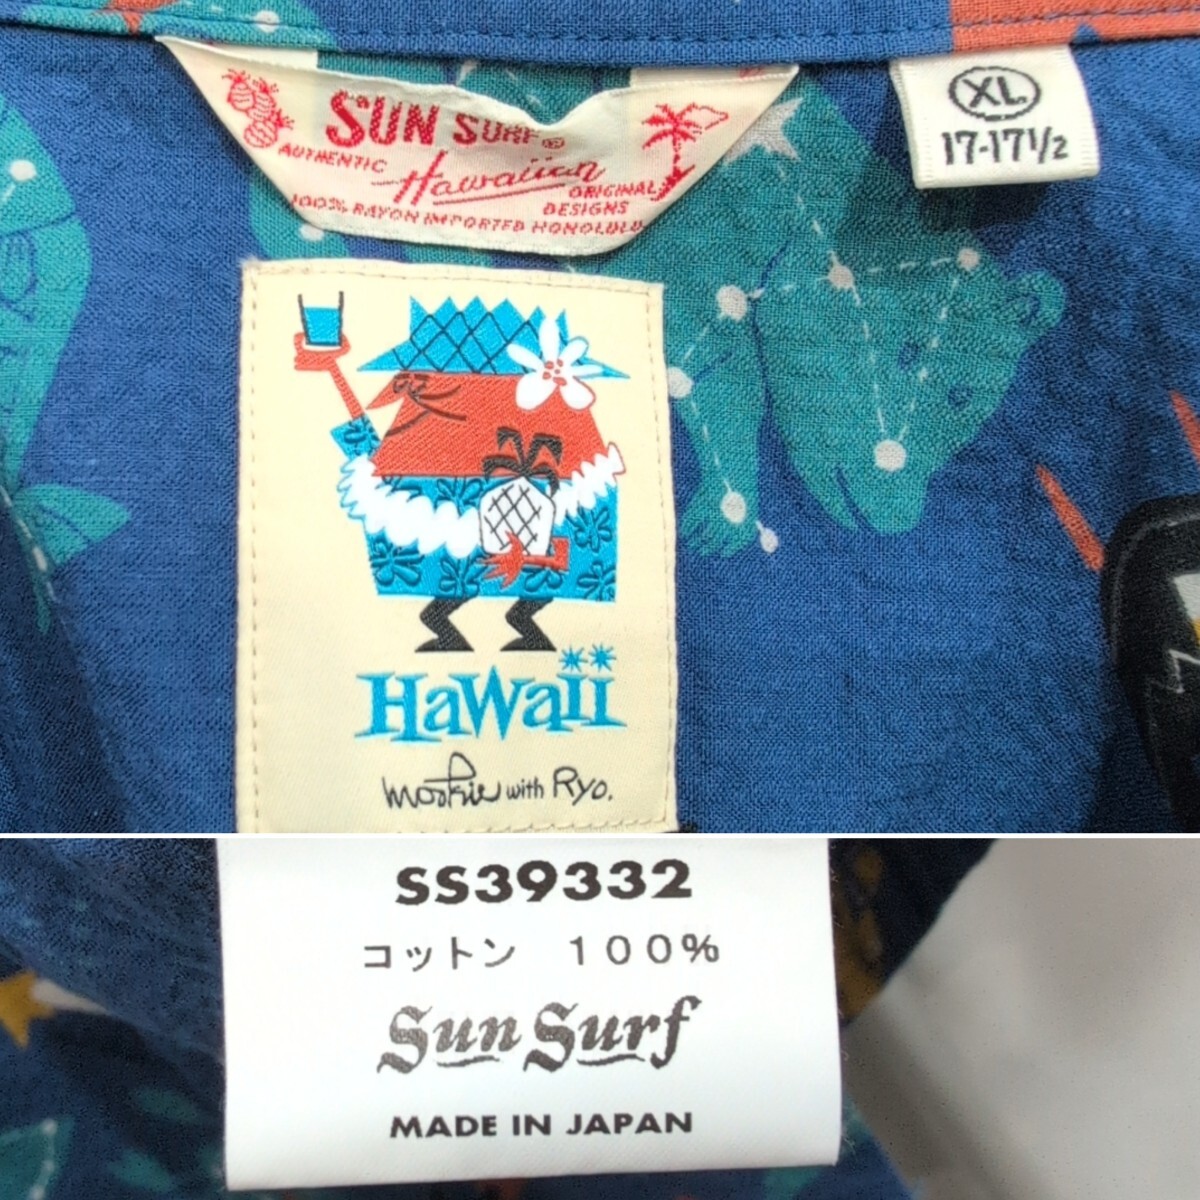 SUN SURF®
AUTHENTIC Hawaiian ORIGINAL
DESIGNS
100% RAYON IMPORTED HONOLULU
XL
17-17½
HaWaii
Mookie with Ryo.
SS39332
コットン 100%
Sun Surf
MADE IN JAPAN